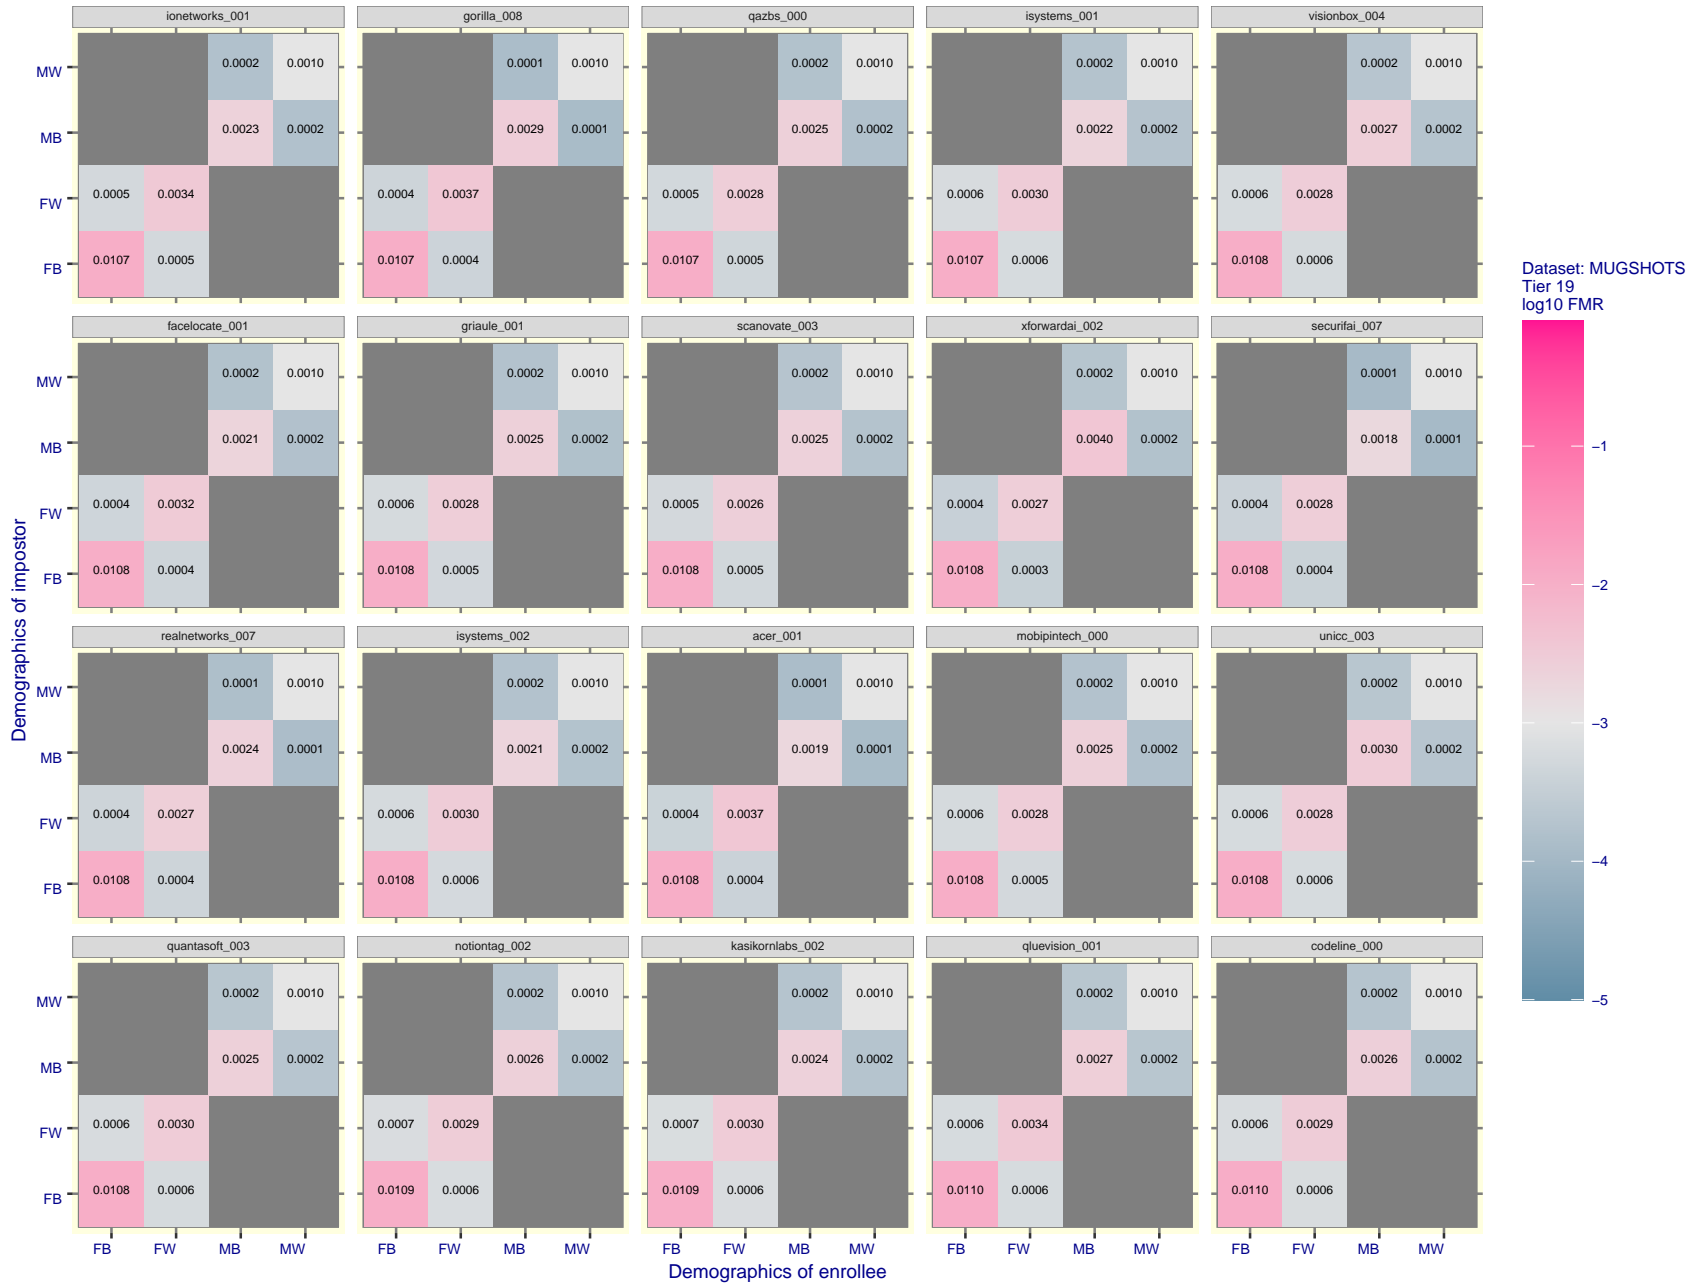 ionetworks_001 gorilla_008 qazbs_000 isystems_001 visionbox_004
MW 0.0002 0.0010 0.0001 0.0010 0.0002 0.0010 0.0002 0.0010 0.0002 0.0010
MB 0.0023 0.0002 0.0029 0.0001 0.0025 0.0002 0.0022 0.0002 0.0027 0.0002
FW 0.0005 0.0034 0.0004 0.0037 0.0005 0.0028 0.0006 0.0030 0.0006 0.0028
FB 0.0107 0.0005 0.0107 0.0004 0.0107 0.0005 0.0107 0.0006 0.0108 0.0006
facelocate_001 griaule_001 scanovate_003 xforwardai_002 securifai_007
MW 0.0002 0.0010 0.0002 0.0010 0.0002 0.0010 0.0002 0.0010 0.0001 0.0010
MB 0.0021 0.0002 0.0025 0.0002 0.0025 0.0002 0.0040 0.0002 0.0018 0.0001
FW 0.0004 0.0032 0.0006 0.0028 0.0005 0.0026 0.0004 0.0027 0.0004 0.0028
FB 0.0108 0.0004 0.0108 0.0005 0.0108 0.0005 0.0108 0.0003 0.0108 0.0004
realnetworks_007 isystems_002 acer_001 mobipintech_000 unicc_003
MW 0.0001 0.0010 0.0002 0.0010 0.0001 0.0010 0.0002 0.0010 0.0002 0.0010
MB 0.0024 0.0001 0.0021 0.0002 0.0019 0.0001 0.0025 0.0002 0.0030 0.0002
FW 0.0004 0.0027 0.0006 0.0030 0.0004 0.0037 0.0006 0.0028 0.0006 0.0028
FB 0.0108 0.0004 0.0108 0.0006 0.0108 0.0004 0.0108 0.0005 0.0108 0.0006
quantasoft_003 notiontag_002 kasikornlabs_002 qluevision_001 codeline_000
MW 0.0002 0.0010 0.0002 0.0010 0.0002 0.0010 0.0002 0.0010 0.0002 0.0010
MB 0.0025 0.0002 0.0026 0.0002 0.0024 0.0002 0.0027 0.0002 0.0026 0.0002
FW 0.0006 0.0030 0.0007 0.0029 0.0007 0.0030 0.0006 0.0034 0.0006 0.0029
FB 0.0108 0.0006 0.0109 0.0006 0.0109 0.0006 0.0110 0.0006 0.0110 0.0006
FB FW MB MW FB FW MB MW FB FW MB MW FB FW MB MW FB FW MB MW
Demographics of enrollee
Demographics of impostor
Dataset: MUGSHOTS
Tier 19
log10 FMR
−1
−2
−3
−4
−5